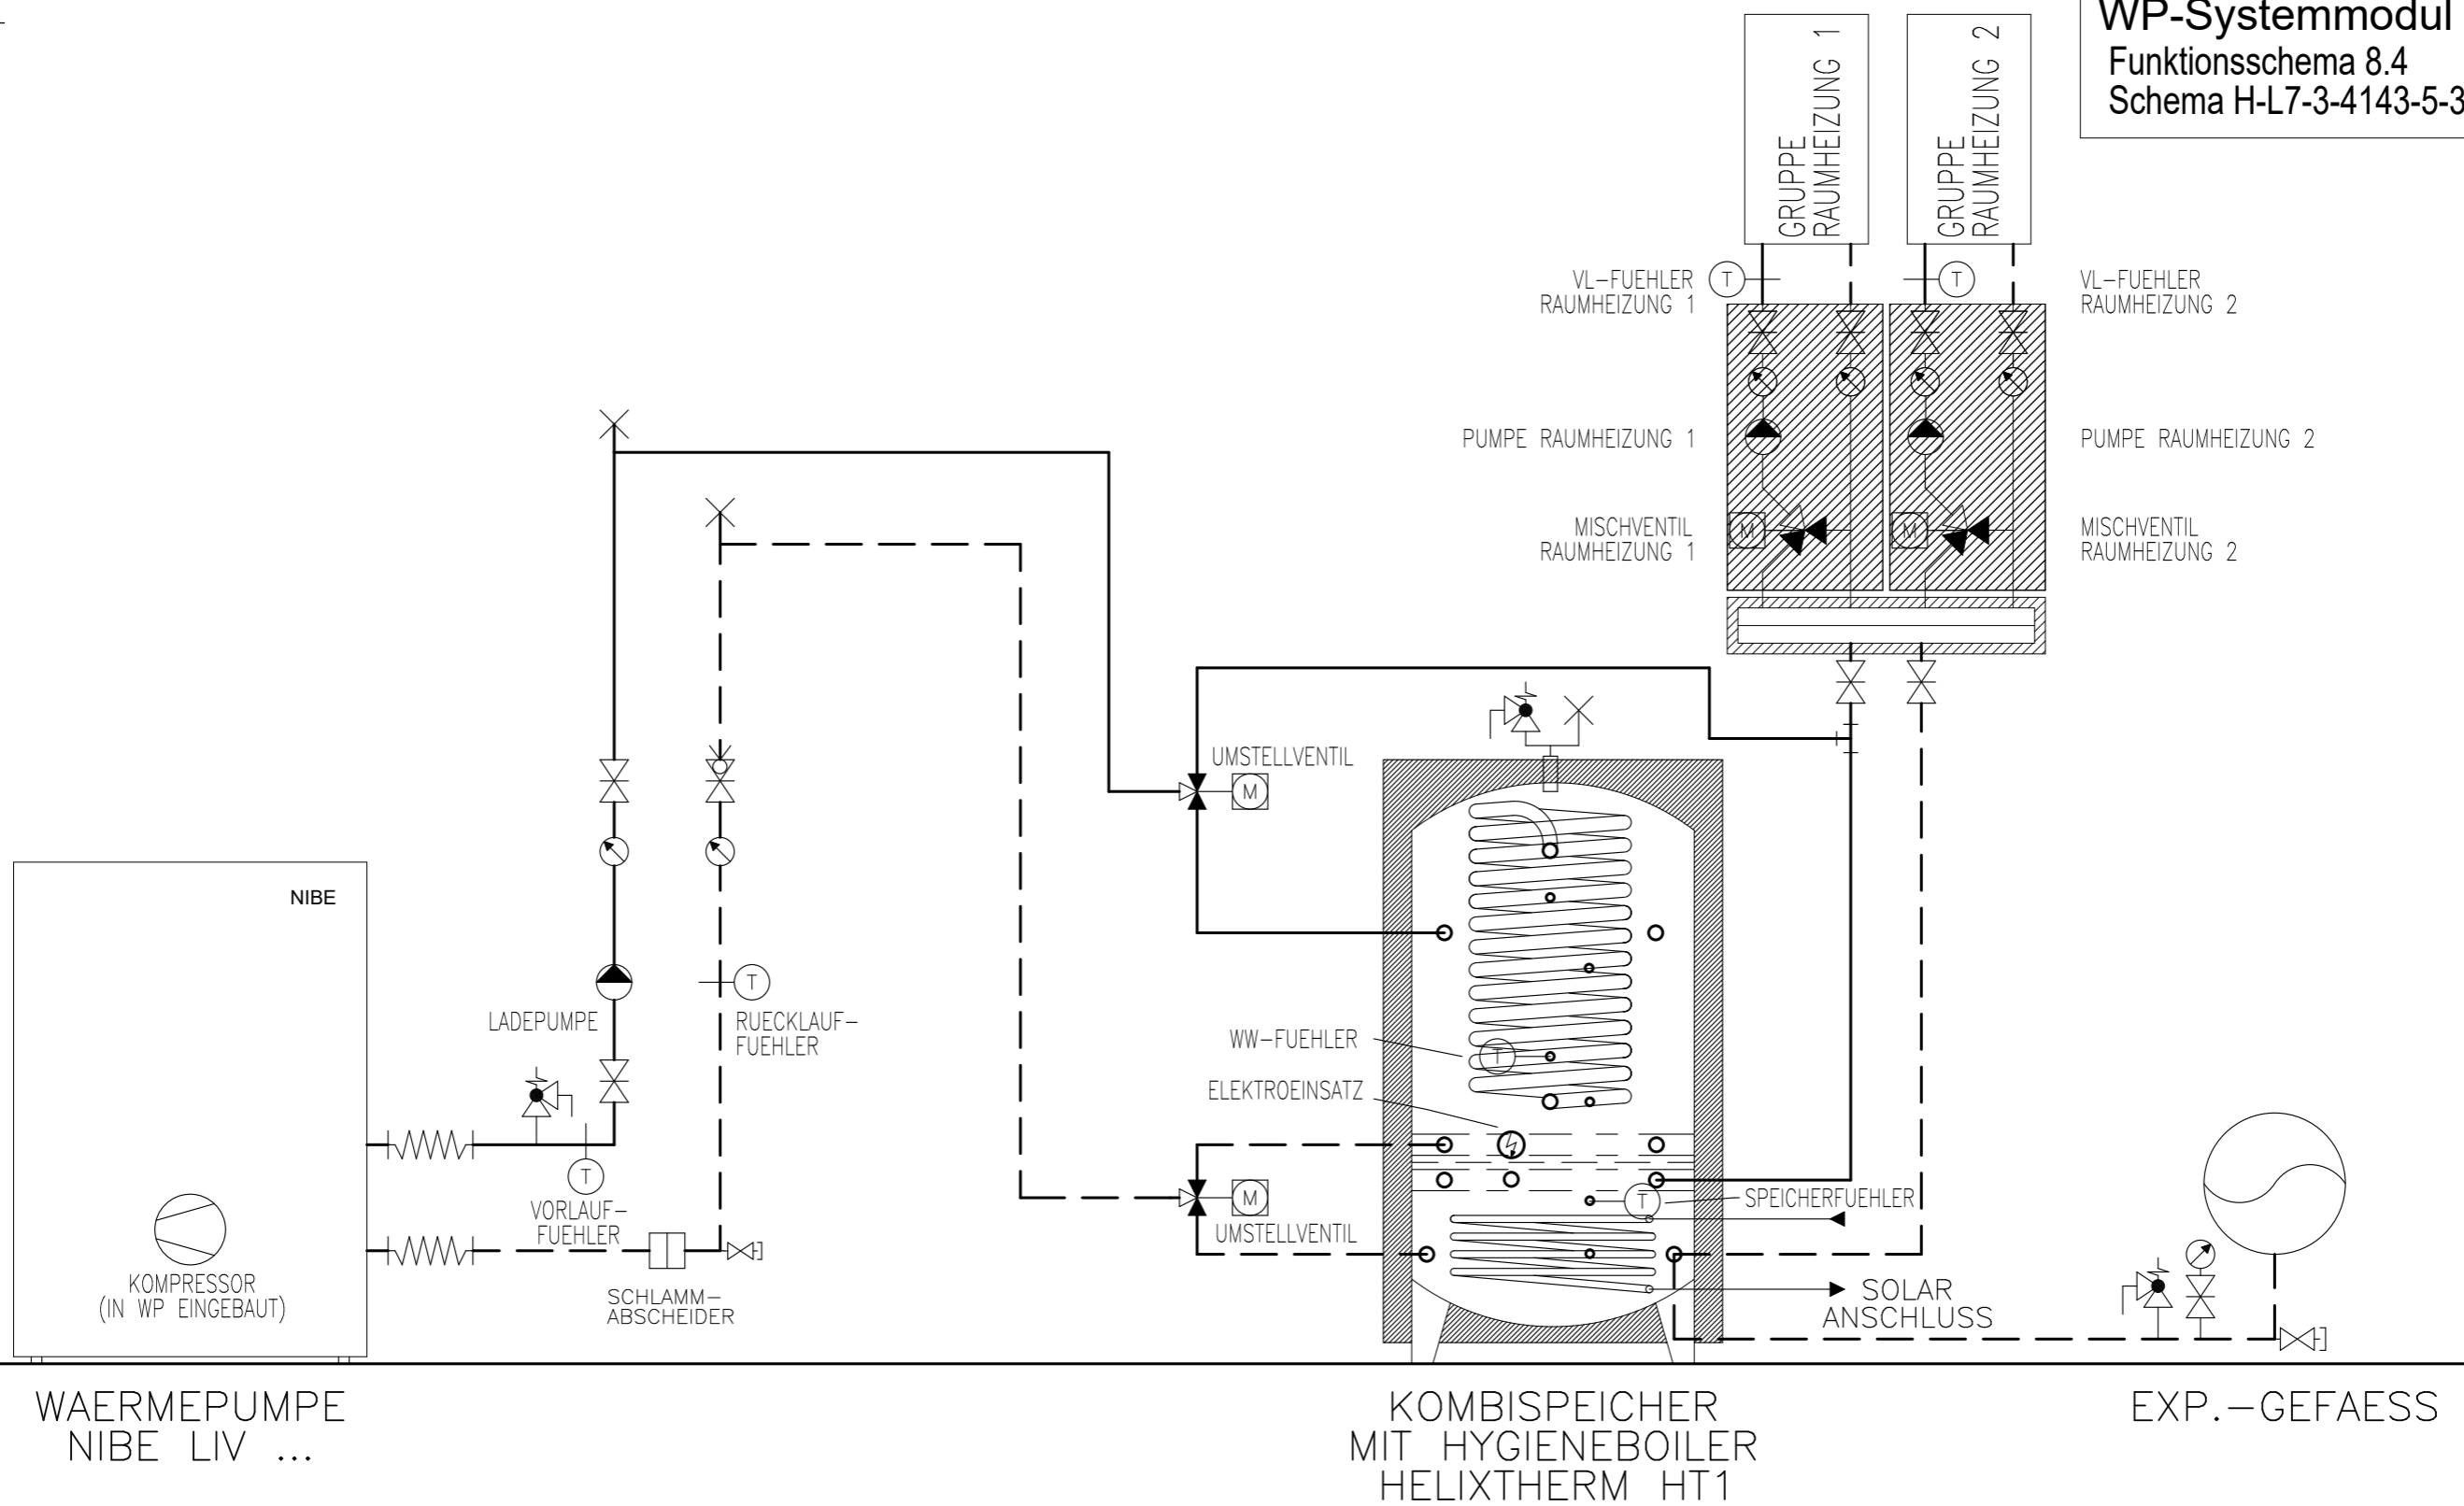 WP-Systemmodul
Funktionsschema 8.4
Schema H-L7-3-4143-5-3
GRUPPE
RAUMHEIZUNG 1
GRUPPE
RAUMHEIZUNG 2
VL-FUEHLER
RAUMHEIZUNG 1
T
T
VL-FUEHLER
RAUMHEIZUNG 2
PUMPE RAUMHEIZUNG 1
PUMPE RAUMHEIZUNG 2
MISCHVENTIL
RAUMHEIZUNG 1
M
M
MISCHVENTIL
RAUMHEIZUNG 2
UMSTELLVENTIL
M
NIBE
T
LADEPUMPE
RUECKLAUF-
FUEHLER
WW-FUEHLER
T
ELEKTROEINSATZ
T
VORLAUF-
FUEHLER
M
UMSTELLVENTIL
T
SPEICHERFUEHLER
KOMPRESSOR
(IN WP EINGEBAUT)
SCHLAMM-
ABSCHEIDER
SOLAR
ANSCHLUSS
WAERMEPUMPE
NIBE LIV ...
KOMBISPEICHER
MIT HYGIENEBOILER
HELIXTHERM HT1
EXP.-GEFAESS